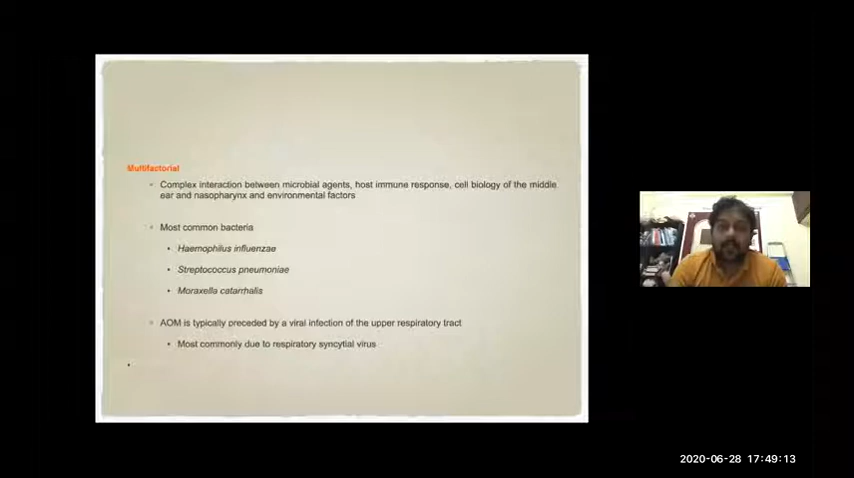 Multifactorial
Complex interaction between microbial agents, host immune response, cell biology of the middle
ear and nasopharynx and environmental factors
Most common bacteria
Haemophilus influenzae
Streptococcus pneumoniae
Moraxella catarrhalis
AOM is typically preceded by a viral infection of the upper respiratory tract
Most commonly due to respiratory syncytial virus
2020-06-28 17:49:13